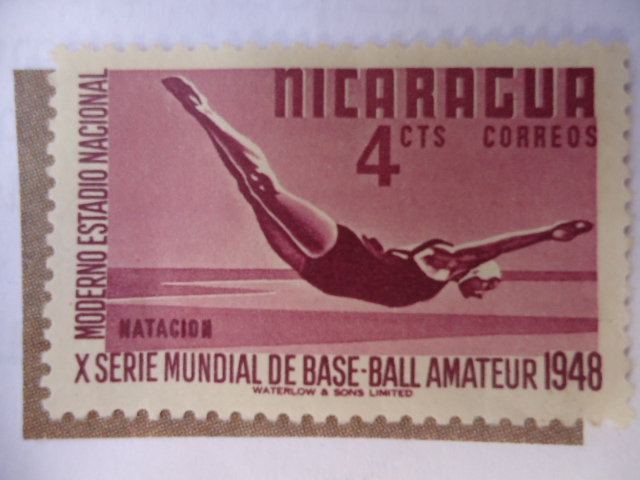 NICARAGUA
4 CTS CORREOS
MODERNO ESTADIO NACIONAL
NATACION
X SERIE MUNDIAL DE BASE-BALL AMATEUR 1948
WATERLOW & SONS LIMITED